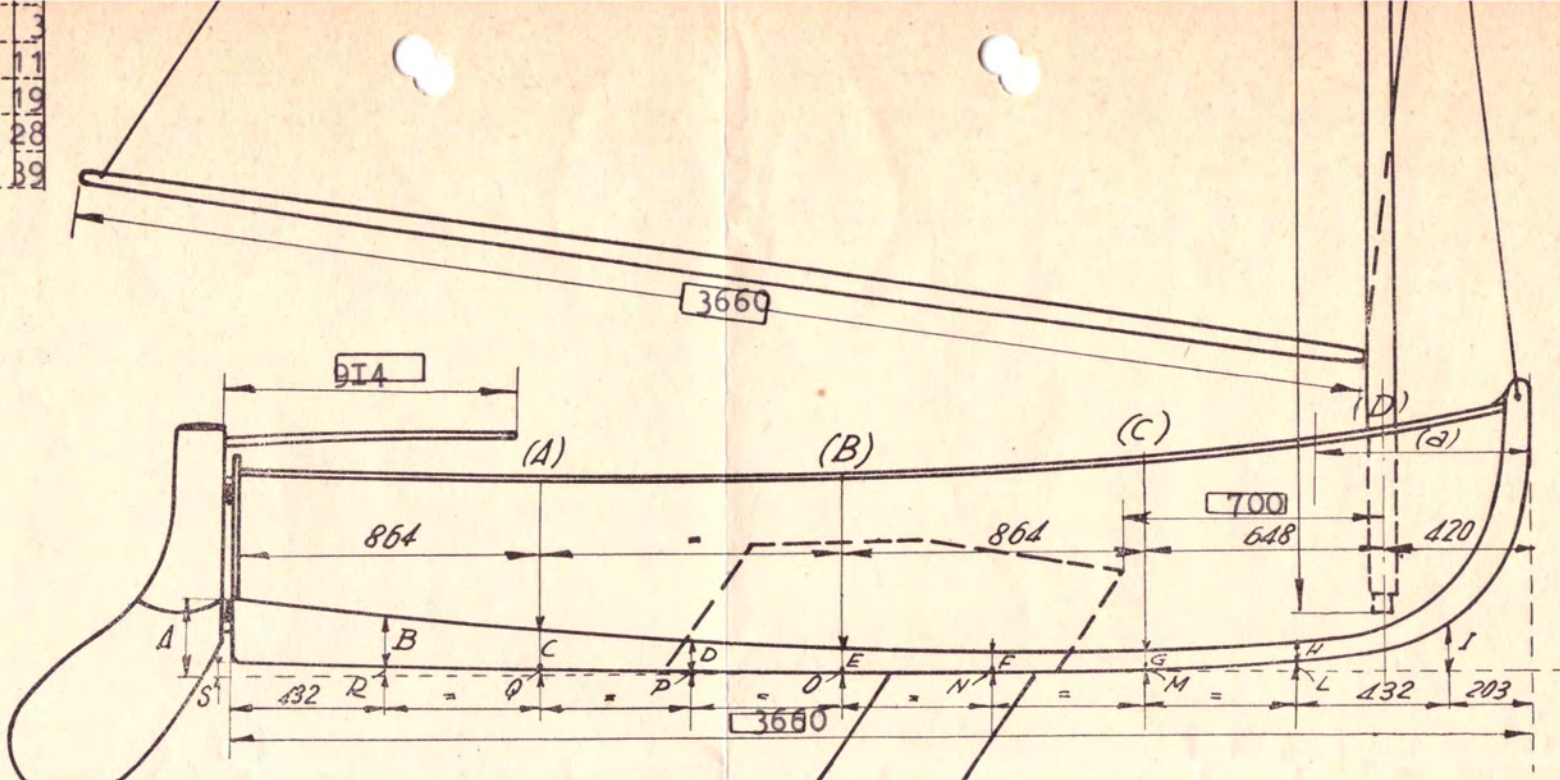 3
11
19
28
39
3660
914
(A)
(B)
(C)
(D)
(a)
864
-
864
700
648
420
A
B
C
D
E
F
G
H
I
S
R
Q
P
O
N
M
L
432
=
=
=
=
=
=
=
432
203
3660